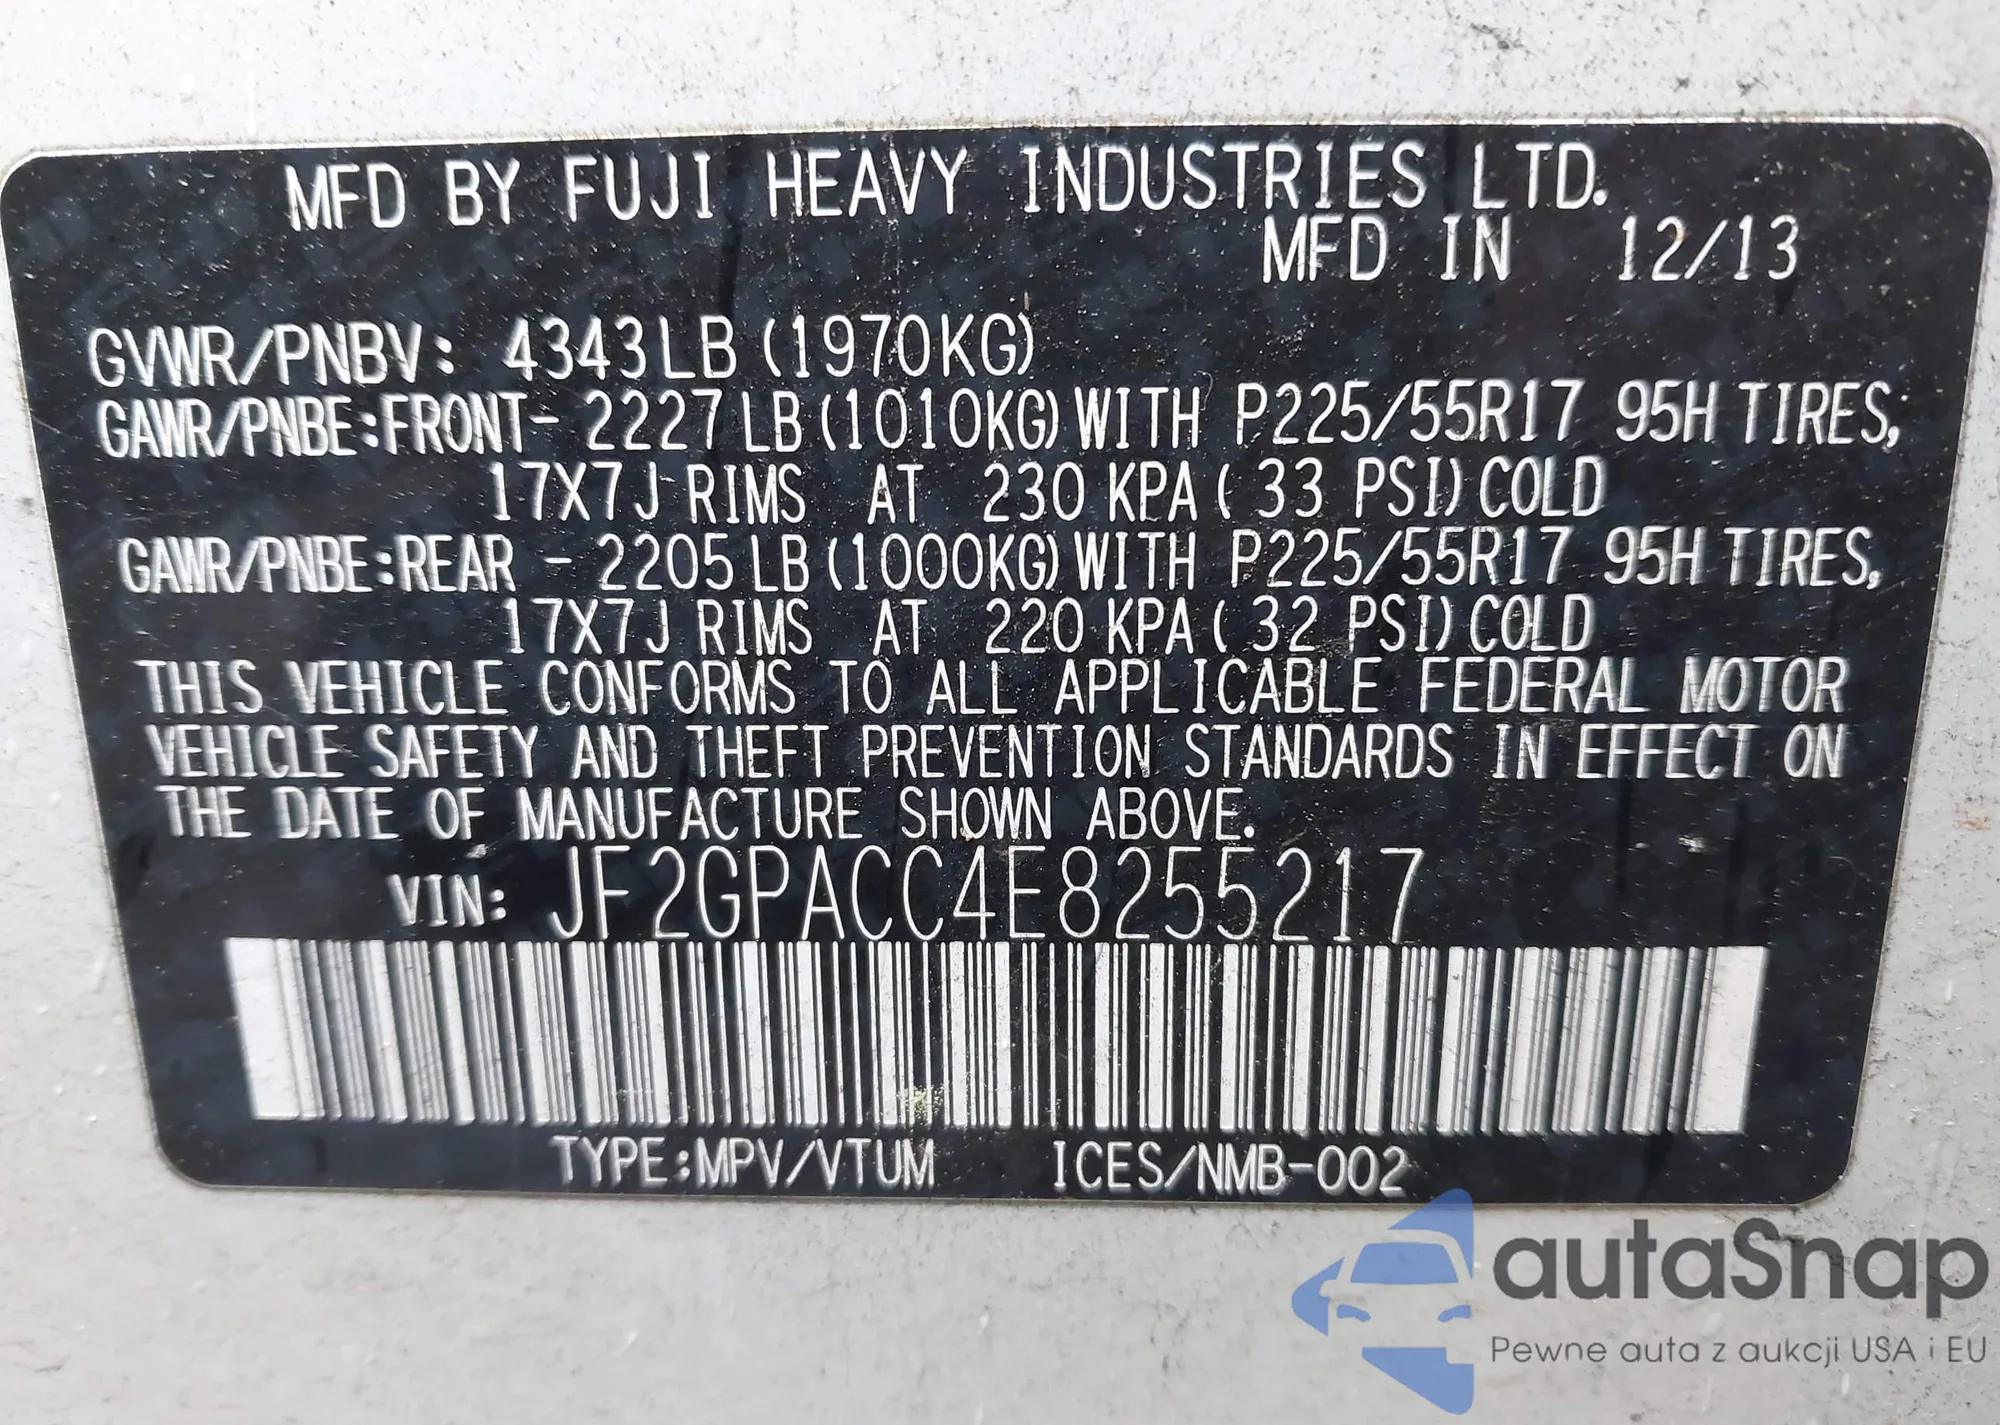 MFD BY FUJI HEAVY INDUSTRIES LTD.
MFD IN 12/13
GVWR/PNBV: 4343LB (1970KG)
GAWR/PNBE:FRONT- 2227LB (1010KG) WITH P225/55R17 95H TIRES,
17X7J RIMS AT 230 KPA ( 33 PSI) COLD
GAWR/PNBE:REAR - 2205LB (1000KG) WITH P225/55R17 95H TIRES,
17X7J RIMS AT 220 KPA ( 32 PSI) COLD
THIS VEHICLE CONFORMS TO ALL APPLICABLE FEDERAL MOTOR
VEHICLE SAFETY AND THEFT PREVENTION STANDARDS IN EFFECT ON
THE DATE OF MANUFACTURE SHOWN ABOVE.
VIN: JF2GPACC4E8255217
TYPE:MPV/VTUM ICES/NMB-002
autaSnap
Pewne auta z aukcji USA i EU